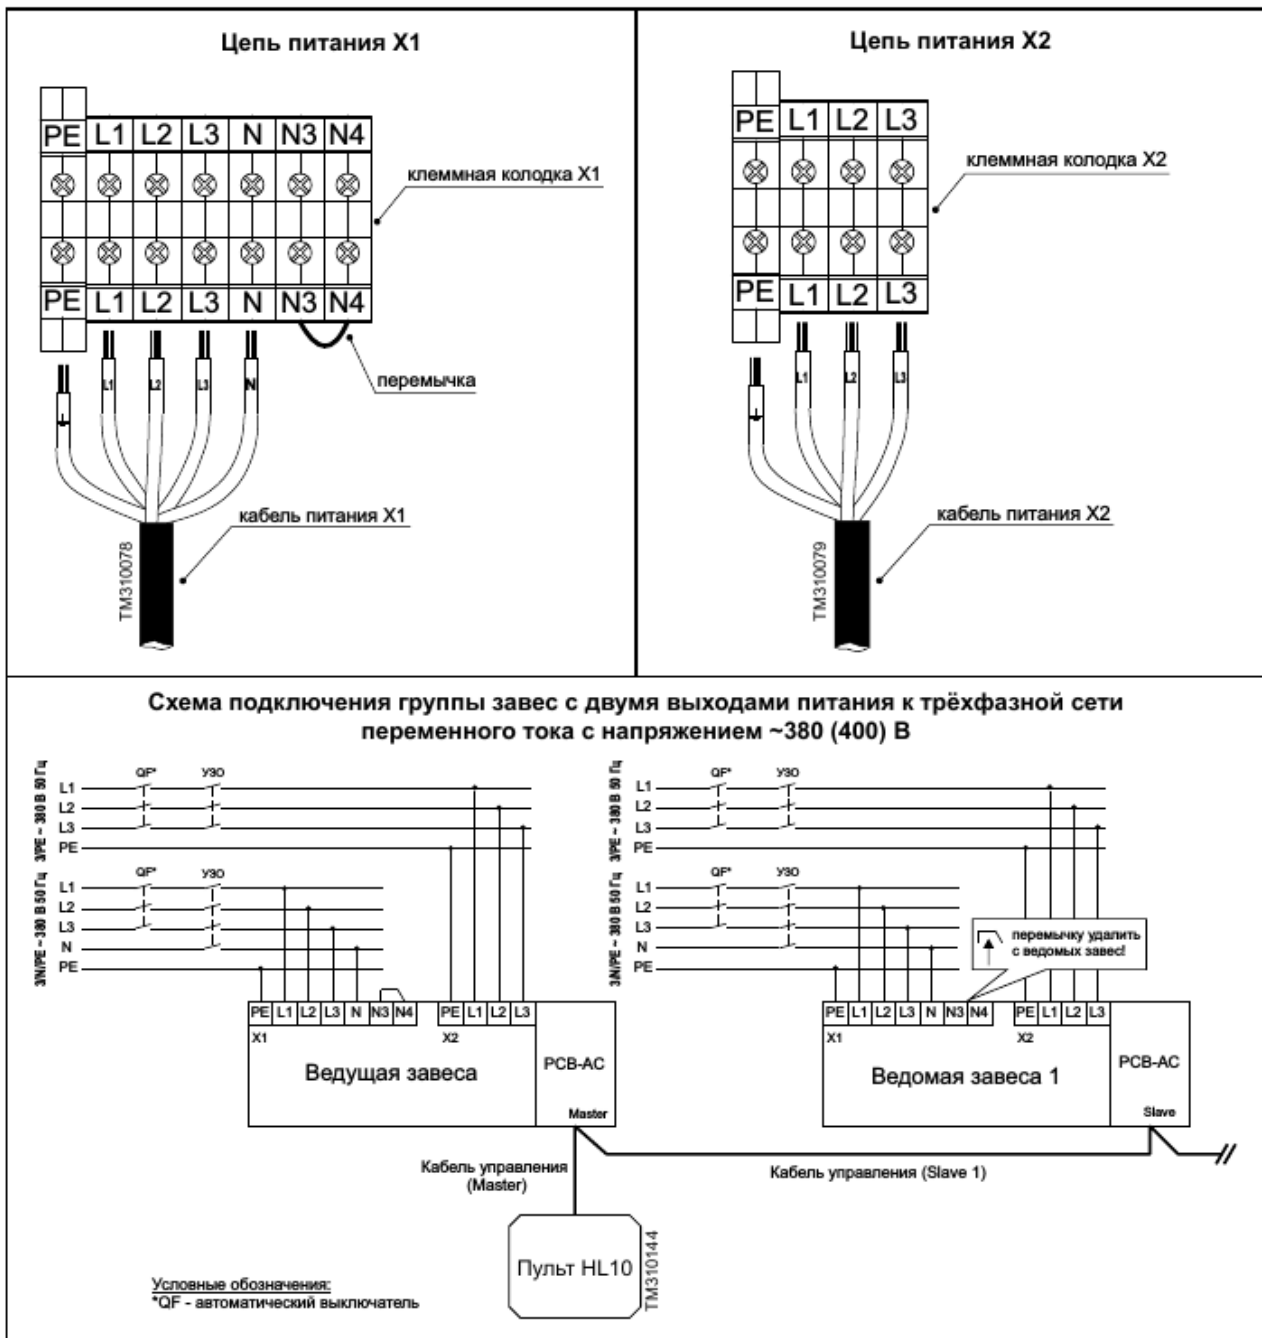 Цепь питания X1
PE L1 L2 L3 N N3 N4
клеммная колодка X1
PE L1 L2 L3 N N3 N4
перемычка
L1 L2 L3 N
кабель питания X1
TM310078
Цепь питания X2
PE L1 L2 L3
клеммная колодка X2
PE L1 L2 L3
L1 L2 L3
кабель питания X2
TM310079
Схема подключения группы завес с двумя выходами питания к трёхфазной сети
переменного тока с напряжением ~380 (400) В
3/PE ~ 380 В 50 Гц
QF* УЗО
L1
L2
L3
PE
3/N/PE ~ 380 В 50 Гц
QF* УЗО
L1
L2
L3
N
PE
PE L1 L2 L3 N N3 N4 PE L1 L2 L3
X1 X2
Ведущая завеса
PCB-AC
Master
3/PE ~ 380 В 50 Гц
QF* УЗО
L1
L2
L3
PE
3/N/PE ~ 380 В 50 Гц
QF* УЗО
L1
L2
L3
N
PE
перемычку удалить
с ведомых завес!
PE L1 L2 L3 N N3 N4 PE L1 L2 L3
X1 X2
Ведомая завеса 1
PCB-AC
Slave
Кабель управления
(Master)
Кабель управления (Slave 1)
Пульт HL10
TM310144
Условные обозначения:
*QF - автоматический выключатель